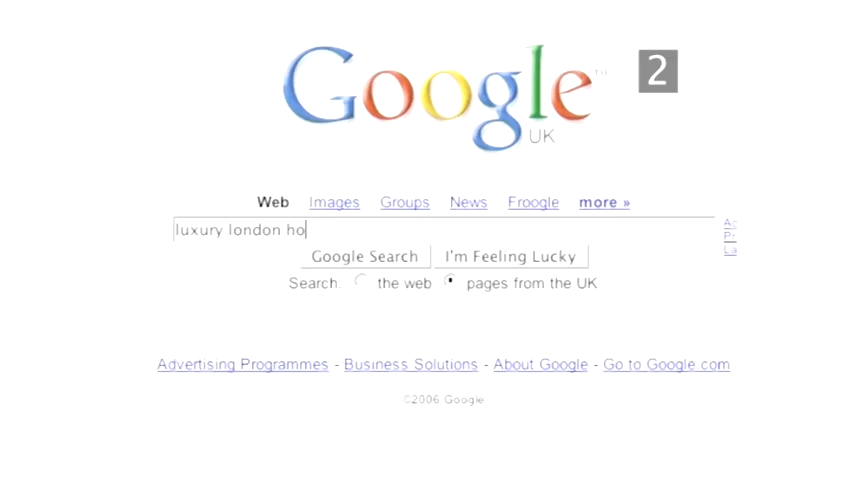 Google™ 2
UK
Web Images Groups News Froogle more »
luxury london ho
Google Search I'm Feeling Lucky
Search: the web pages from the UK
Advertising Programmes - Business Solutions - About Google - Go to Google.com
©2006 Google